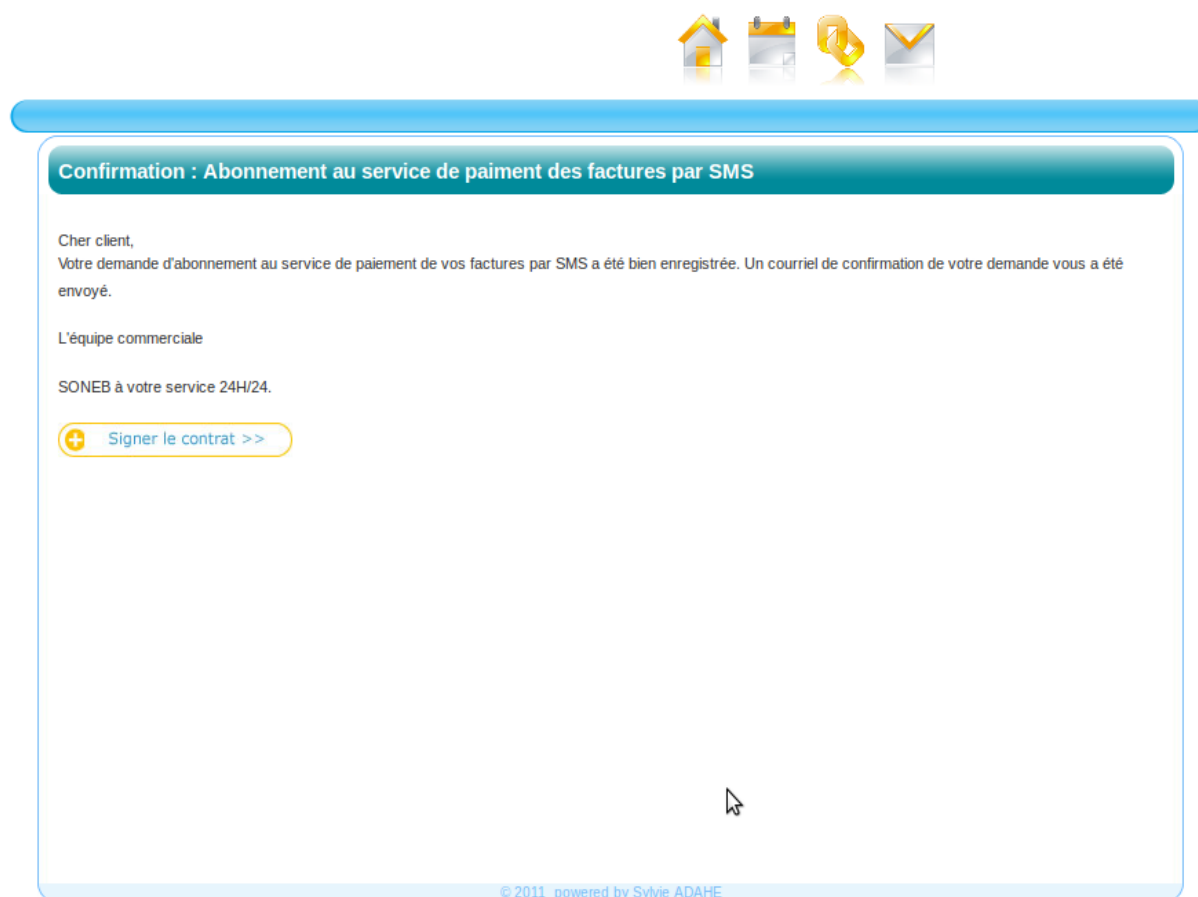 Confirmation : Abonnement au service de paiment des factures par SMS
Cher client,
Votre demande d'abonnement au service de paiement de vos factures par SMS a été bien enregistrée. Un courriel de confirmation de votre demande vous a été
envoyé.
L'équipe commerciale
SONEB à votre service 24H/24.
Signer le contrat >>
© 2011 powered by Sylvie ADAHE